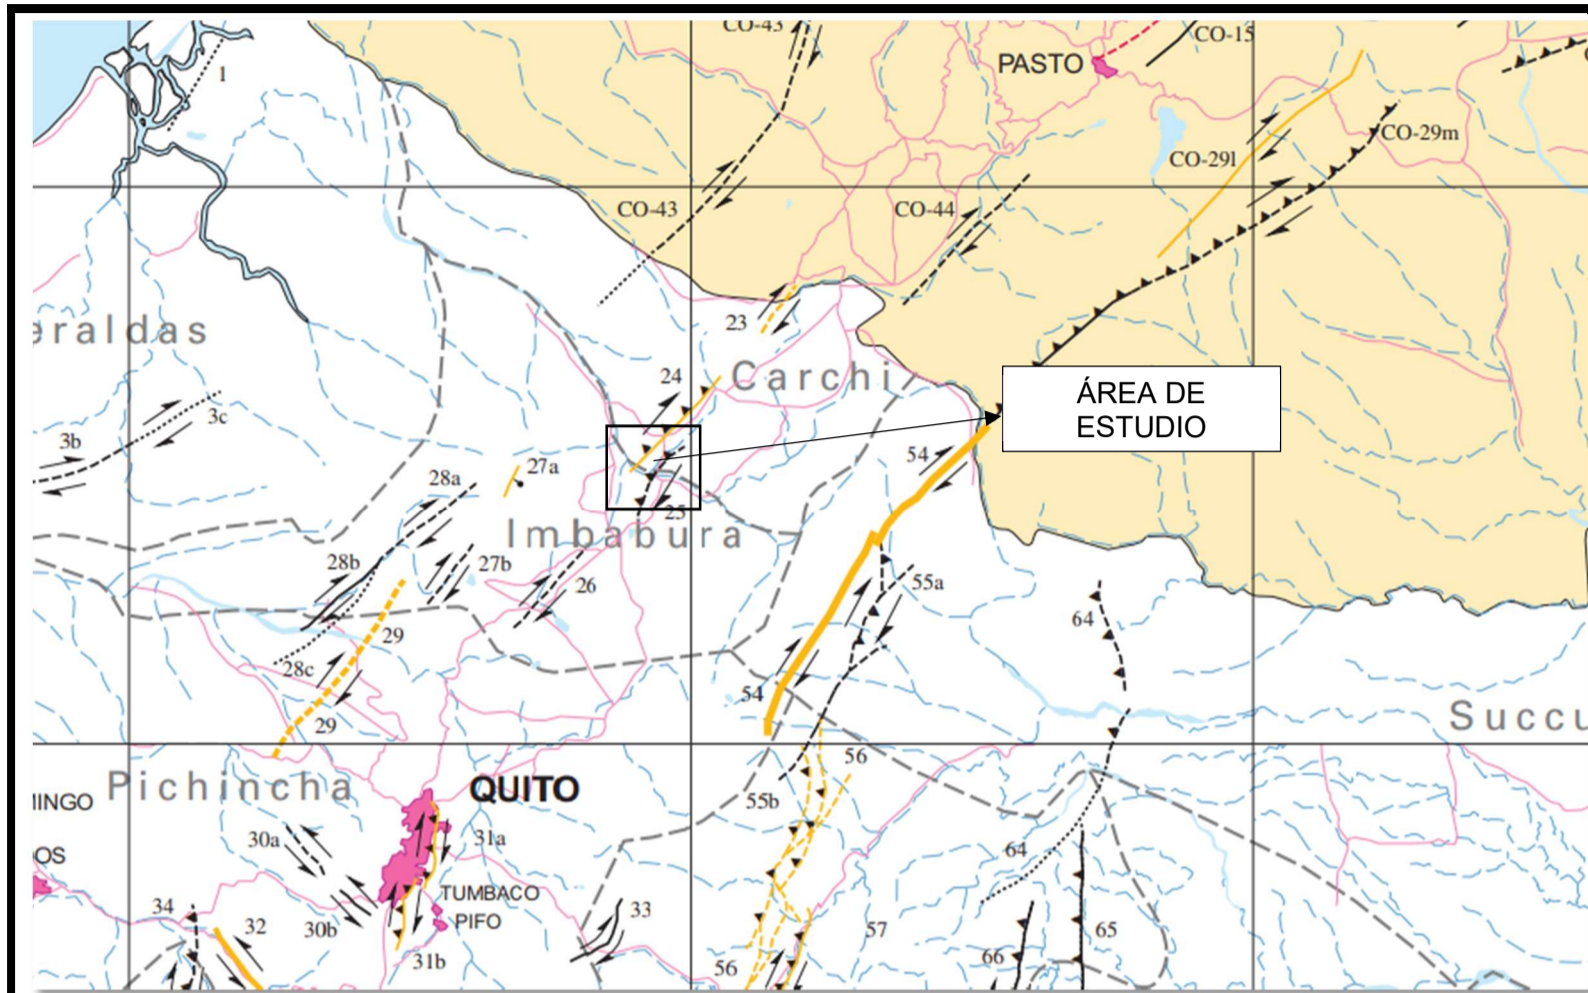 CO-43
CO-15
PASTO
1
CO-29m
CO-29l
CO-43
CO-44
23
eraldas
24
Carchi
ÁREA DE
ESTUDIO
3c
3b
28a
27a
54
25
Imbabura
28b
27b
26
55a
64
29
28c
54
29
Succu
56
Pichincha
QUITO
MINGO
55b
30a
31a
64
OS
TUMBACO
PIFO
34
32
30b
33
57
65
31b
56
66